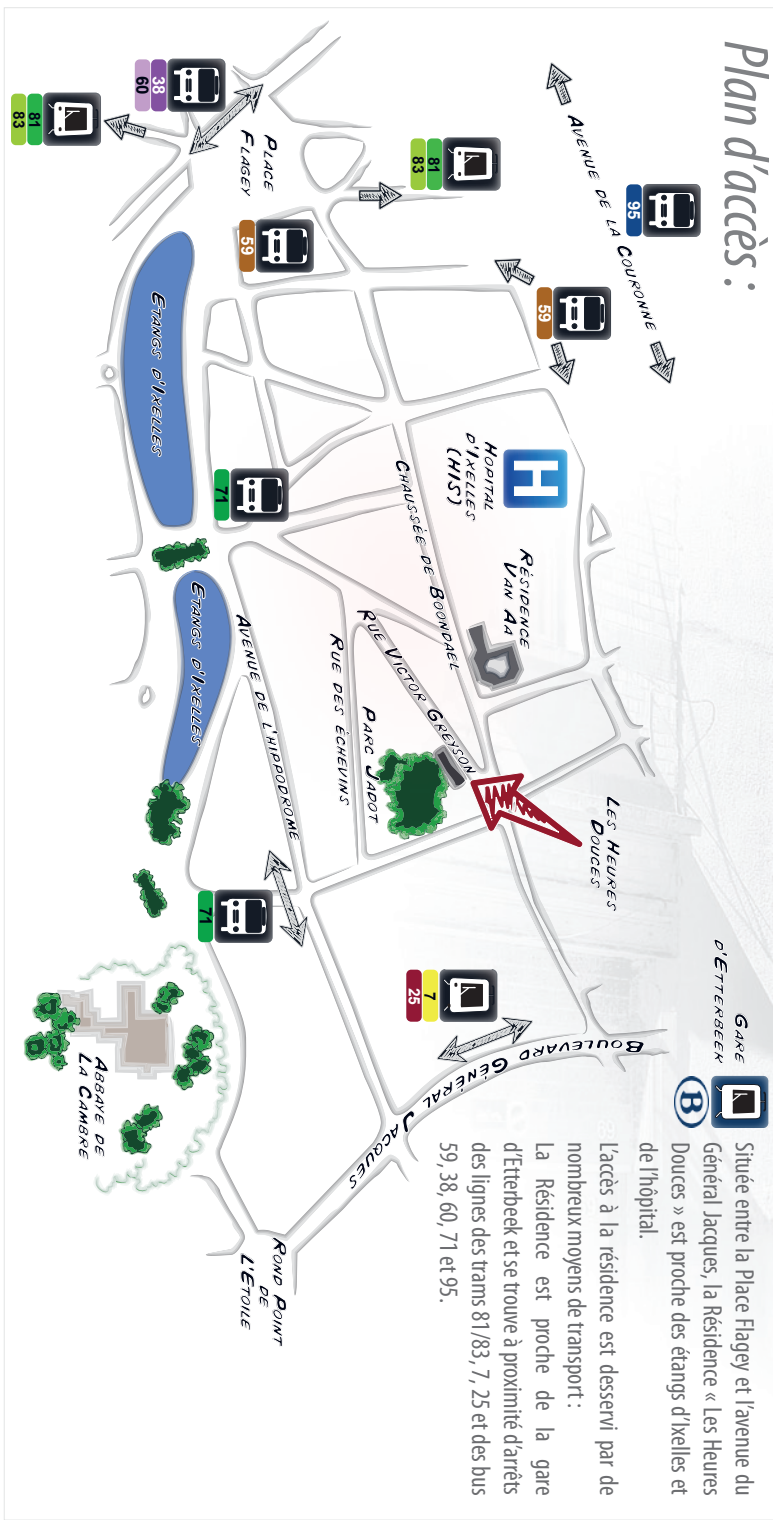 Plan d'accès :
AVENUE DE LA COURONNE
95
81
83
59
38
60
81
83
PLACE
FLAGEY
59
ETANGS D'IXELLES
H
HOPITAL
D'IXELLES
(HIS)
CHAUSSÉE DE BOONDAEL
RÉSIDENCE
VAN AA
71
RUE VICTOR GREYSON
RUE DES ÉCHEVINS
AVENUE DE L'HIPPODROME
ETANGS D'IXELLES
PARC JADOT
LES HEURES
DOUCES
71
7
25
GARE
D'ETTERBEEK
B
BOULEVARD GÉNÉRAL JACQUES
ABBAYE DE
LA CAMBRE
ROND POINT
DE
L'ETOILE
Située entre la Place Flagey et l'avenue du
Général Jacques, la Résidence « Les Heures
Douces » est proche des étangs d'Ixelles et
de l'hôpital.
L'accès à la résidence est desservi par de
nombreux moyens de transport :
La Résidence est proche de la gare
d'Etterbeek et se trouve à proximité d'arrêts
des lignes des trams 81/83, 7, 25 et des bus
59, 38, 60, 71 et 95.